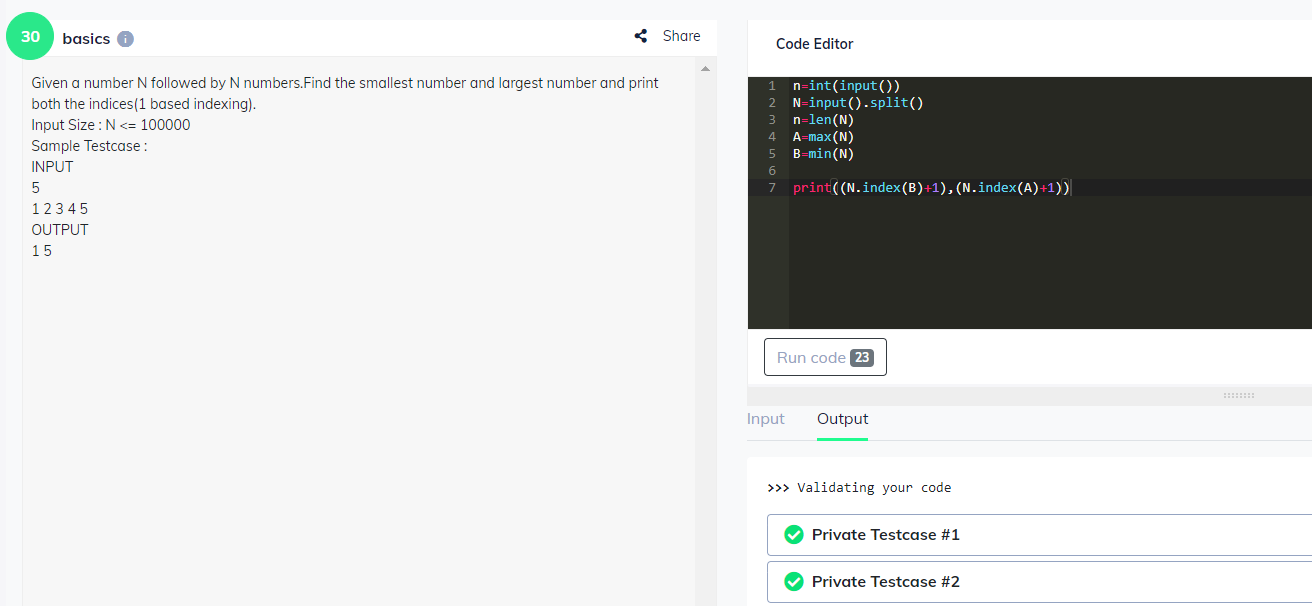 30
basics i
Share
Given a number N followed by N numbers.Find the smallest number and largest number and print
both the indices(1 based indexing).
Input Size : N <= 100000
Sample Testcase :
INPUT
5
1 2 3 4 5
OUTPUT
1 5
Code Editor
1 n=int(input())
2 N=input().split()
3 n=len(N)
4 A=max(N)
5 B=min(N)
6
7 print((N.index(B)+1),(N.index(A)+1))
Run code 23
Input Output
>>> Validating your code
Private Testcase #1
Private Testcase #2